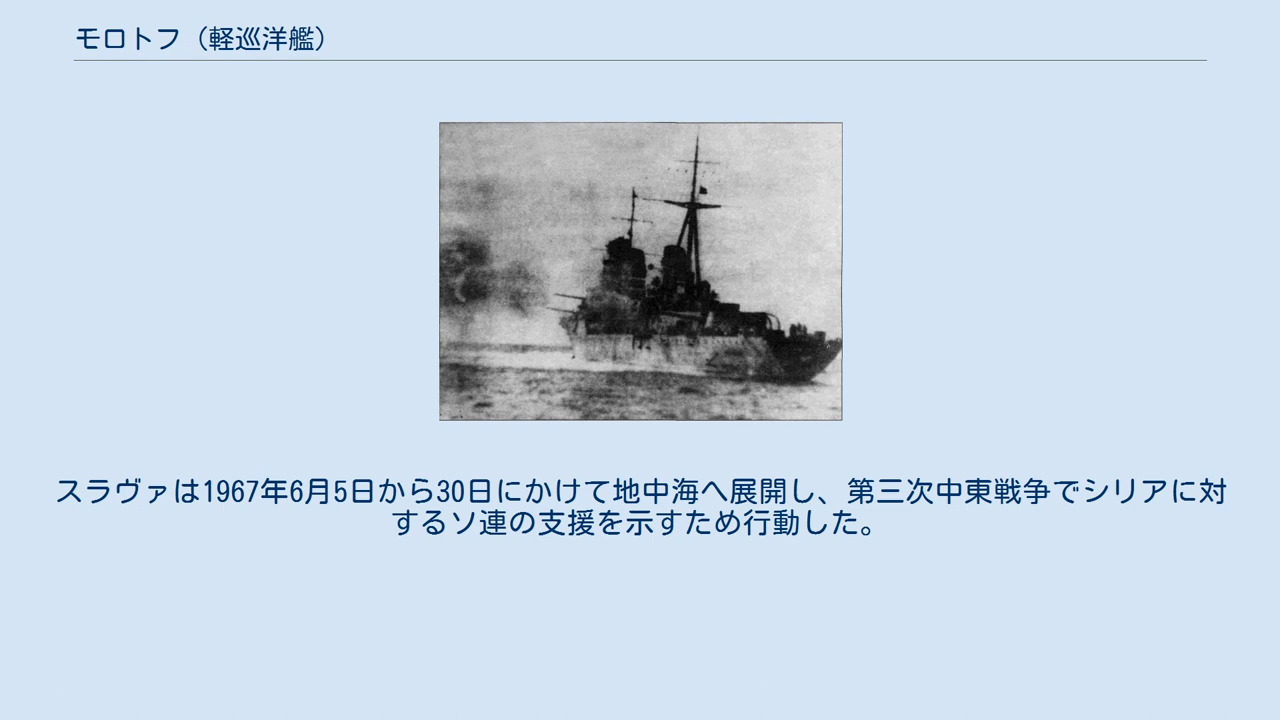 モロトフ（軽巡洋艦）
スラヴァは1967年6月5日から30日にかけて地中海へ展開し、第三次中東戦争でシリアに対
するソ連の支援を示すため行動した。